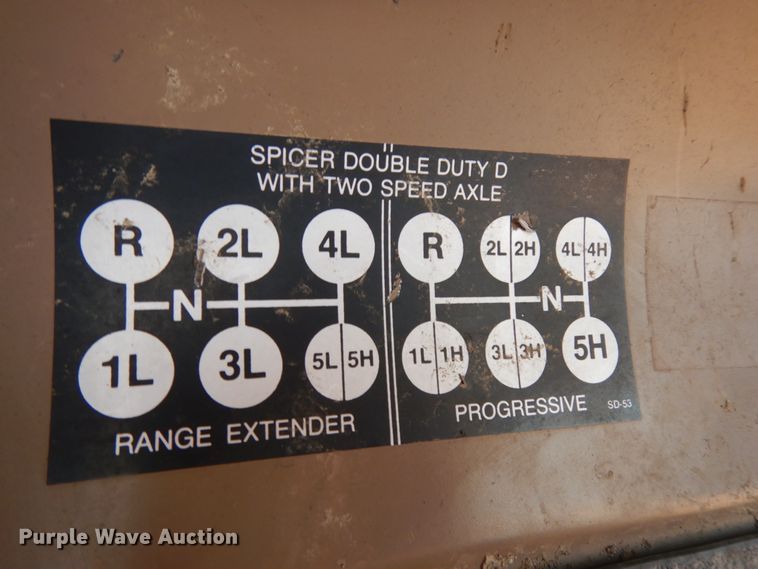 SPICER DOUBLE DUTY D
WITH TWO SPEED AXLE
R 2L 4L
N
1L 3L 5L 5H
RANGE EXTENDER
R 2L 2H 4L 4H
N
1L 1H 3L 3H 5H
PROGRESSIVE
SD-53
Purple Wave Auction